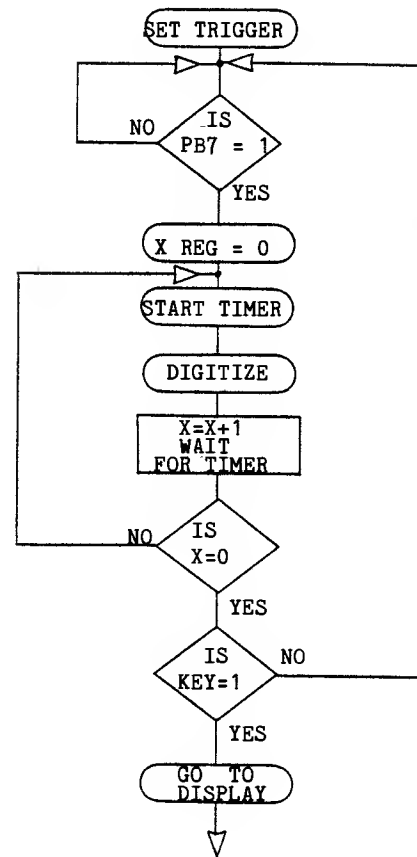 SET TRIGGER
IS
PB7 = 1
NO
YES
X REG = 0
START TIMER
DIGITIZE
X=X+1
WAIT
FOR TIMER
IS
X=0
NO
YES
IS
KEY=1
NO
YES
GO TO
DISPLAY